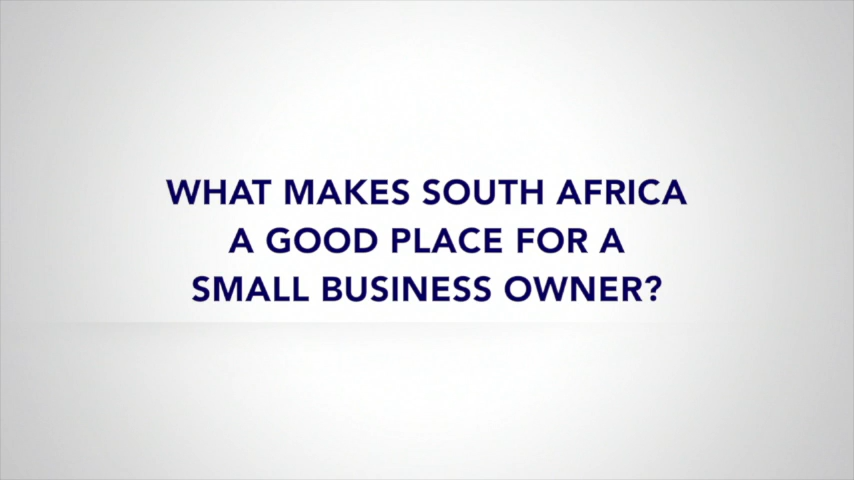 WHAT MAKES SOUTH AFRICA
A GOOD PLACE FOR A
SMALL BUSINESS OWNER?